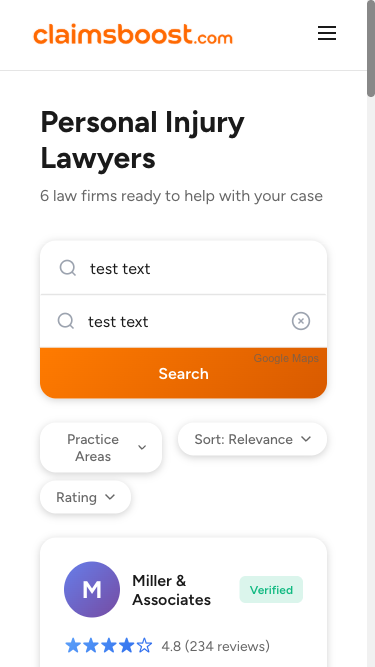 claimsboost.com
Personal Injury
Lawyers
6 law firms ready to help with your case
test text
test text
Google Maps
Search
Practice
Areas
Sort: Relevance
Rating
M
Miller &
Associates
Verified
4.8 (234 reviews)